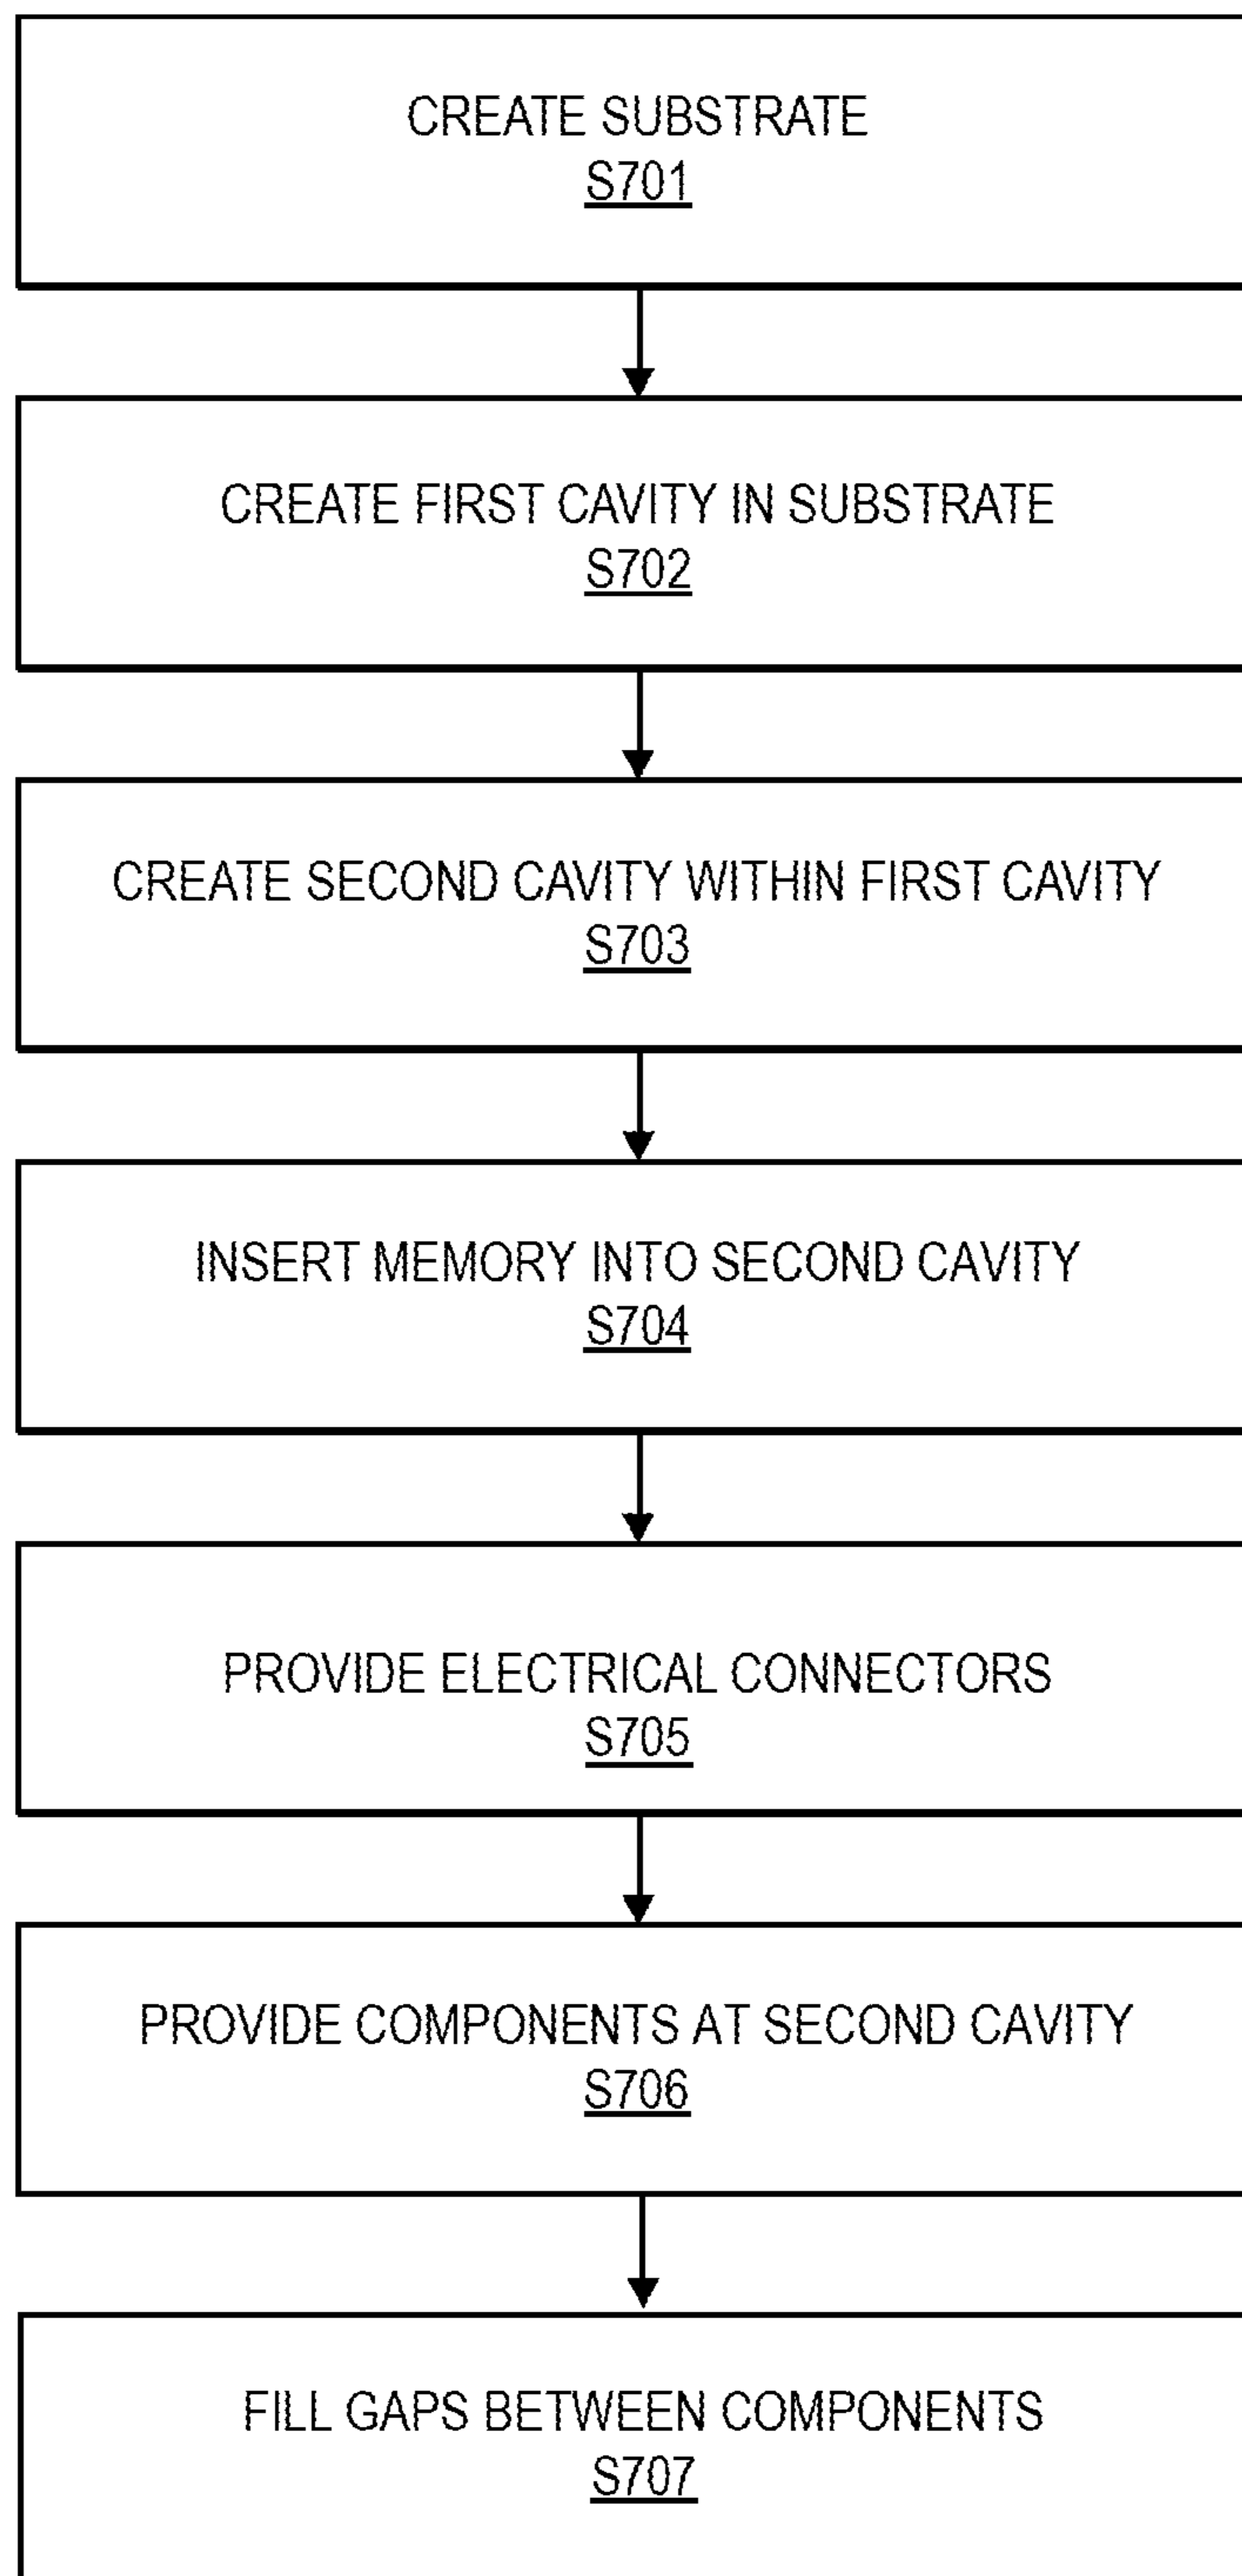 CREATE SUBSTRATE
S701
CREATE FIRST CAVITY IN SUBSTRATE
S702
CREATE SECOND CAVITY WITHIN FIRST CAVITY
S703
INSERT MEMORY INTO SECOND CAVITY
S704
PROVIDE ELECTRICAL CONNECTORS
S705
PROVIDE COMPONENTS AT SECOND CAVITY
S706
FILL GAPS BETWEEN COMPONENTS
S707